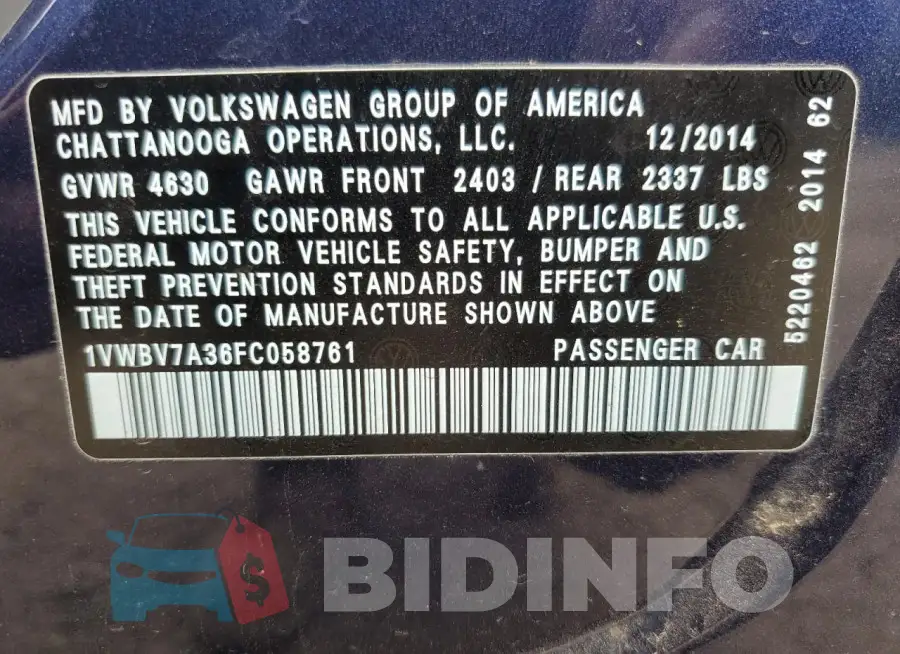 MFD BY VOLKSWAGEN GROUP OF AMERICA
CHATTANOOGA OPERATIONS, LLC. 12/2014
GVWR 4630 GAWR FRONT 2403 / REAR 2337 LBS
THIS VEHICLE CONFORMS TO ALL APPLICABLE U.S.
FEDERAL MOTOR VEHICLE SAFETY, BUMPER AND
THEFT PREVENTION STANDARDS IN EFFECT ON
THE DATE OF MANUFACTURE SHOWN ABOVE
1VWBV7A36FC058761 PASSENGER CAR
5220462 2014 62
$ BIDINFO